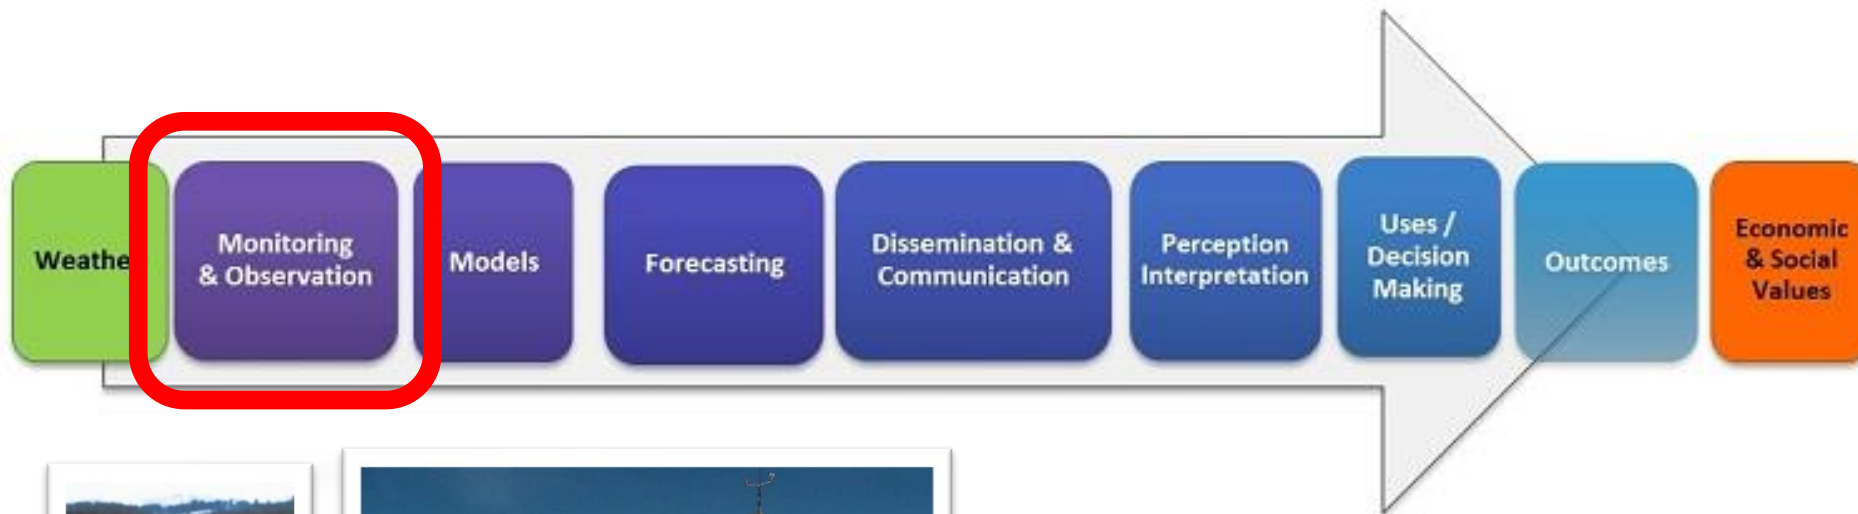 Weathe
Monitoring
& Observation
Models
Forecasting
Dissemination &
Communication
Perception
Interpretation
Uses /
Decision
Making
Outcomes
Economic
& Social
Values